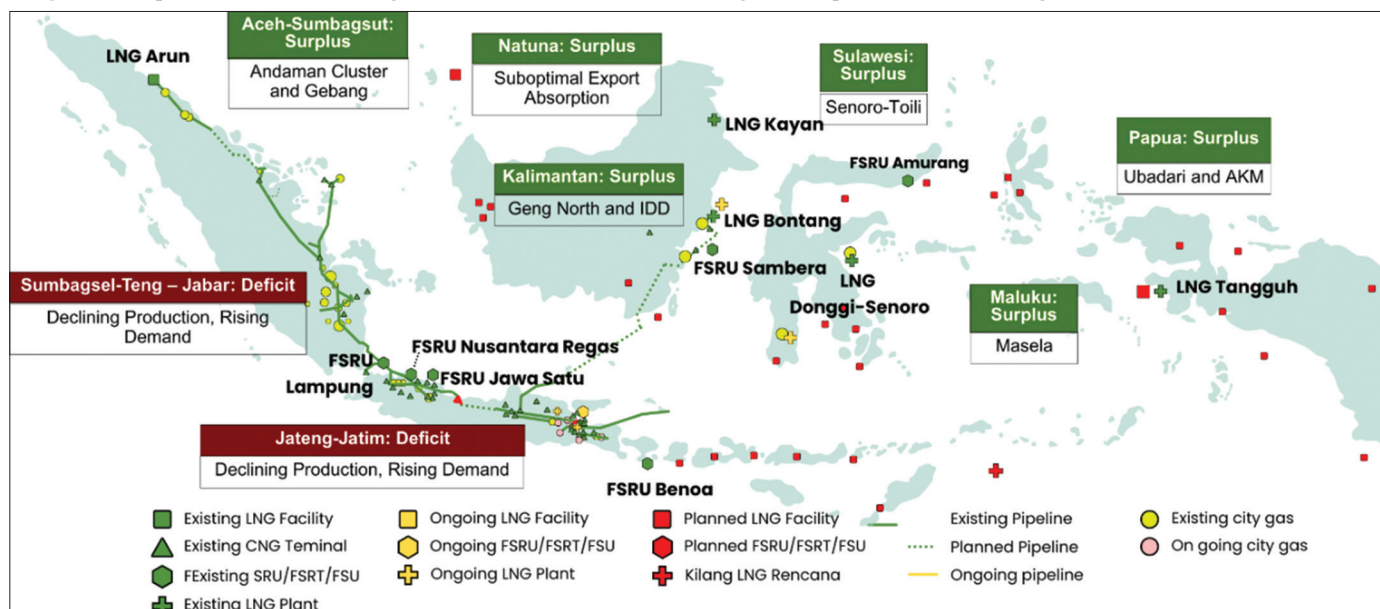 Aceh-Sumbagsut:
Surplus
Andaman Cluster
and Gebang
LNG Arun
Natuna: Surplus
Suboptimal Export
Absorption
Sulawesi:
Surplus
Senoro-Toili
LNG Kayan
FSRU Amurang
Papua: Surplus
Ubadari and AKM
Kalimantan: Surplus
Geng North and IDD
LNG Bontang
FSRU Sambera
LNG
Donggi-Senoro
Sumbagsel-Teng – Jabar: Deficit
Declining Production, Rising
Demand
Maluku:
Surplus
Masela
LNG Tangguh
FSRU
Lampung
FSRU Nusantara Regas
FSRU Jawa Satu
Jateng-Jatim: Deficit
Declining Production, Rising Demand
FSRU Benoa
Existing LNG Facility
Existing CNG Teminal
FExisting SRU/FSRT/FSU
Existing LNG Plant
Ongoing LNG Facility
Ongoing FSRU/FSRT/FSU
Ongoing LNG Plant
Planned LNG Facility
Planned FSRU/FSRT/FSU
Kilang LNG Rencana
Existing Pipeline
Planned Pipeline
Ongoing pipeline
Existing city gas
On going city gas